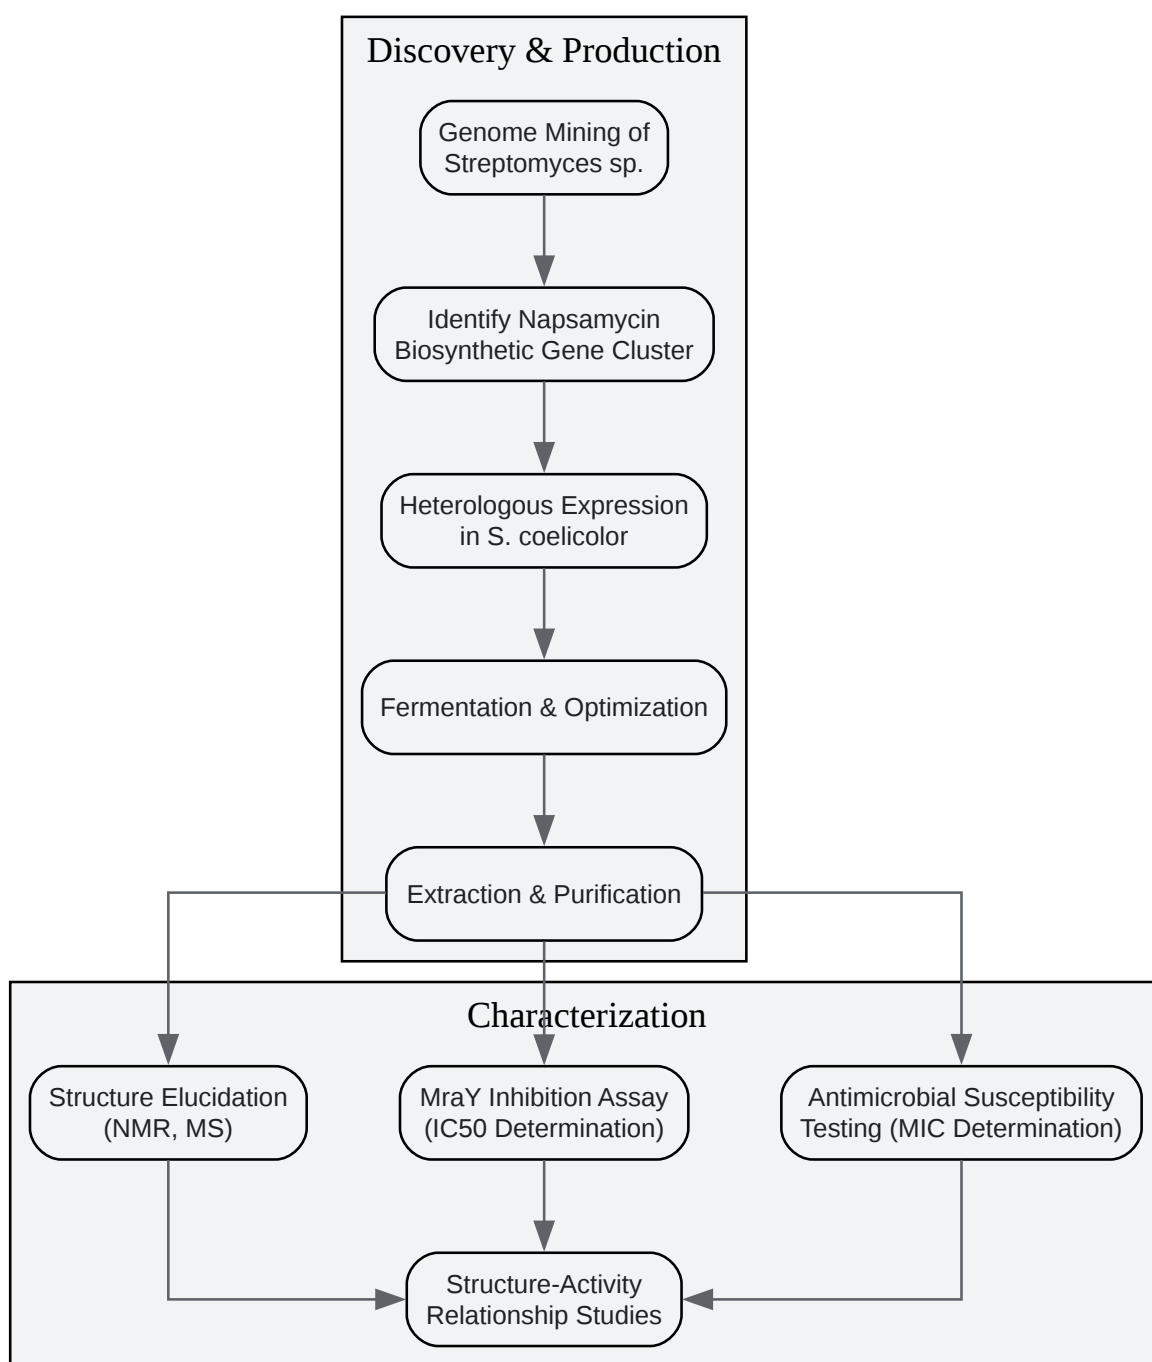 Discovery & Production
Genome Mining of
Streptomyces sp.
Identify Napsamycin
Biosynthetic Gene Cluster
Heterologous Expression
in S. coelicolor
Fermentation & Optimization
Extraction & Purification
Characterization
Structure Elucidation
(NMR, MS)
MraY Inhibition Assay
(IC50 Determination)
Antimicrobial Susceptibility
Testing (MIC Determination)
Structure-Activity
Relationship Studies